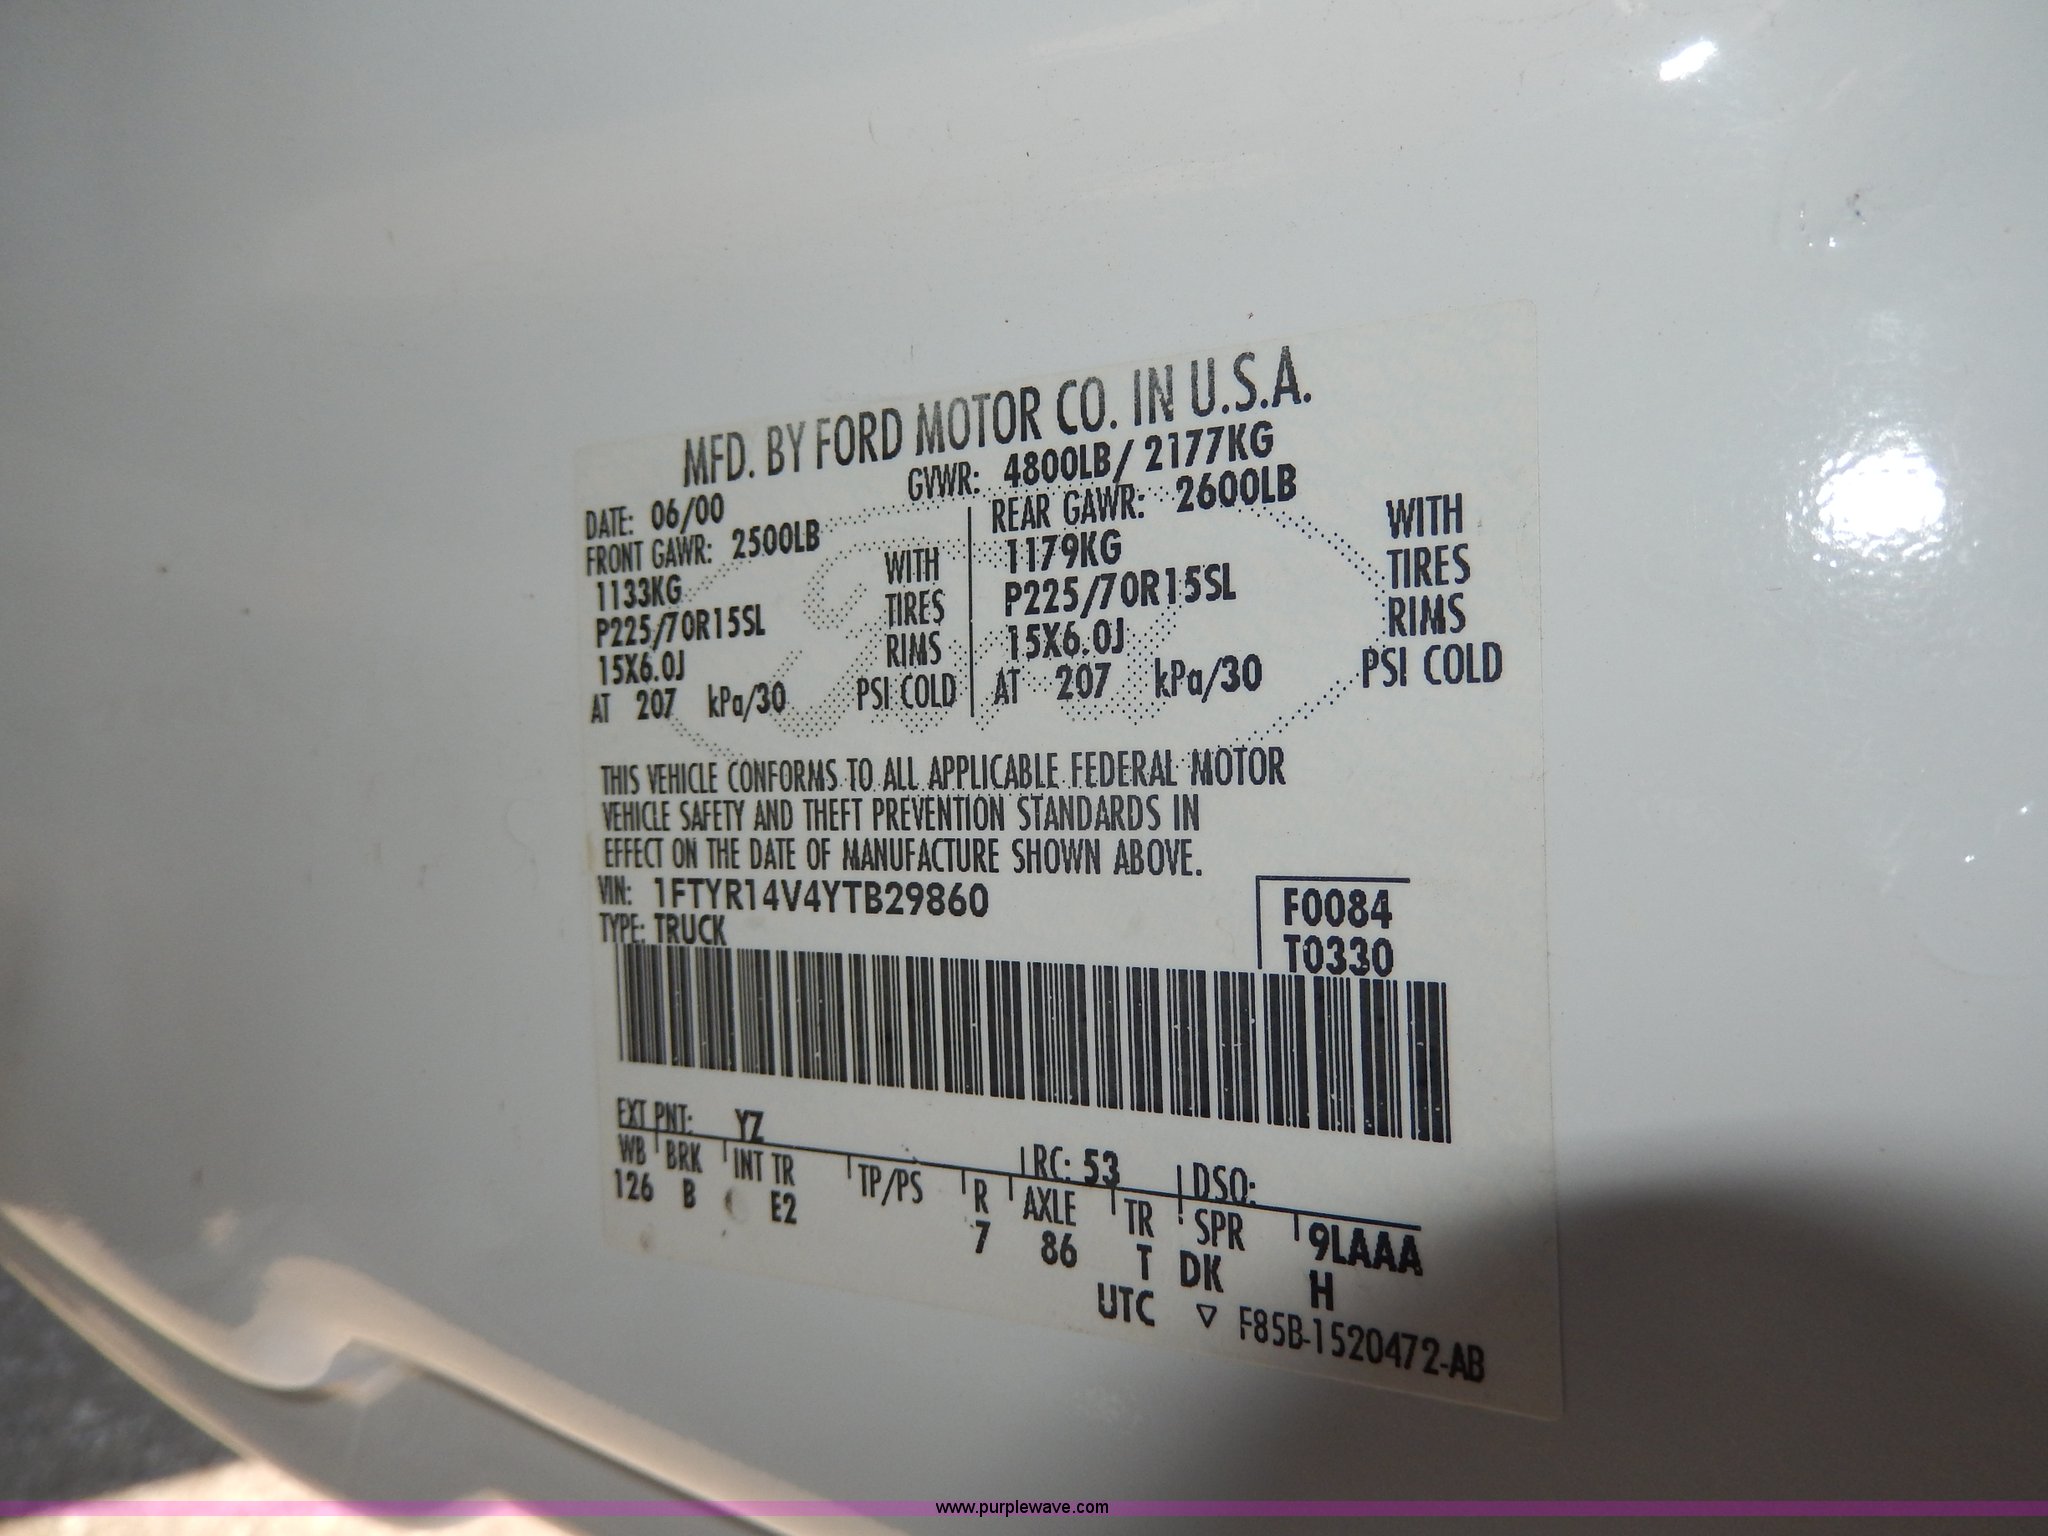 MFD. BY FORD MOTOR CO. IN U.S.A.
DATE: 06/00 GVWR: 4800LB/ 2177KG
FRONT GAWR: 2500LB REAR GAWR: 2600LB
1133KG WITH 1179KG WITH
P225/70R15SL TIRES P225/70R15SL TIRES
15X6.0J RIMS 15X6.0J RIMS
AT 207 kPa/30 PSI COLD AT 207 kPa/30 PSI COLD
THIS VEHICLE CONFORMS TO ALL APPLICABLE FEDERAL MOTOR
VEHICLE SAFETY AND THEFT PREVENTION STANDARDS IN
EFFECT ON THE DATE OF MANUFACTURE SHOWN ABOVE.
VIN: 1FTYR14V4YTB29860 F0084
TYPE: TRUCK T0330
EXT PNT: YZ RC: 53 DSO:
WB BRK INT TR TP/PS R AXLE TR SPR 9LAAA
126 B E2 7 86 T DK H
UTC ▽ F85B-1520472-AB
Ford
www.purplewave.com